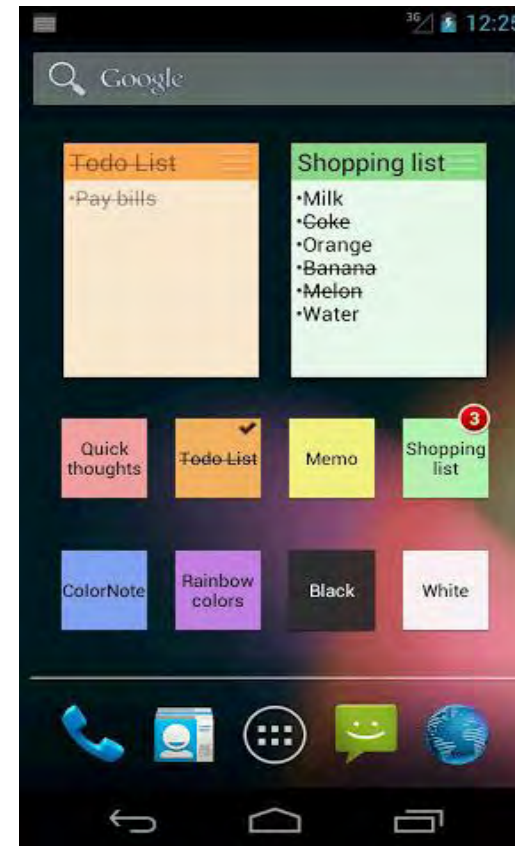 3G 12:25
Google
Todo List
•Pay bills
Shopping list
•Milk
•Coke
•Orange
•Banana
•Melon
•Water
Quick
thoughts
Todo List
Memo
3
Shopping
list
ColorNote
Rainbow
colors
Black
White